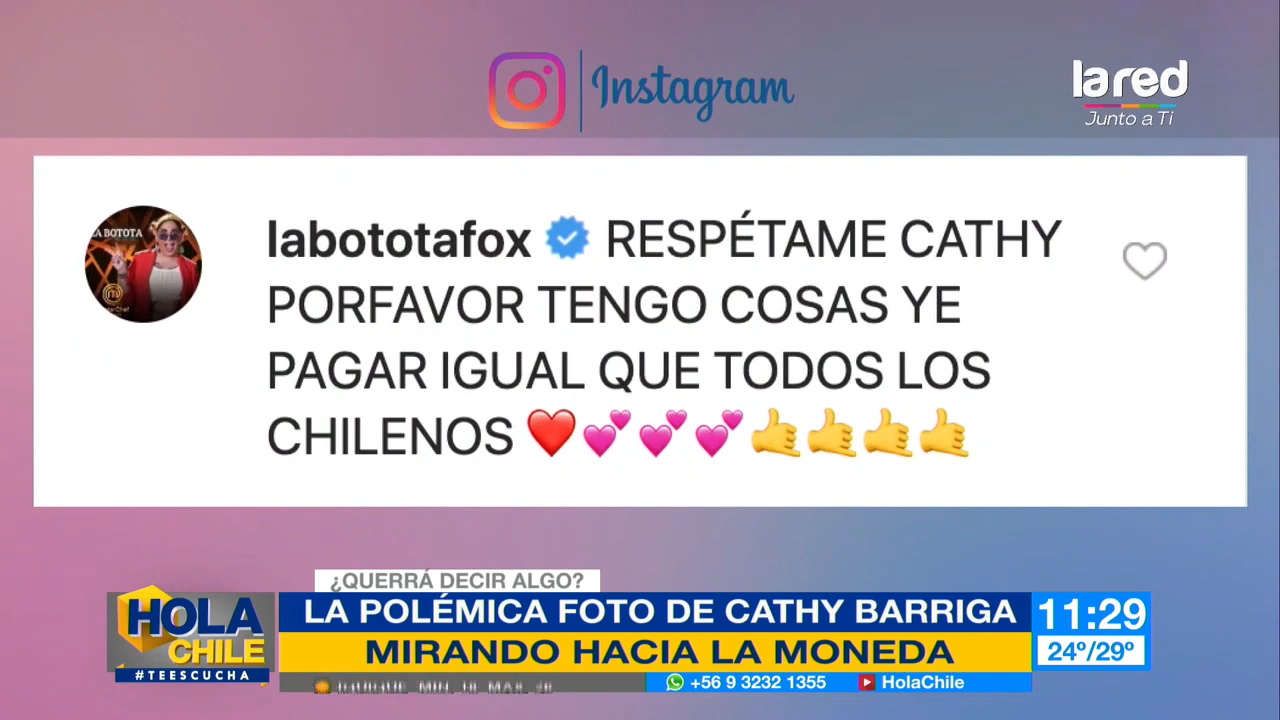 Instagram
lared
Junto a Ti
LA BOTOTA
labototafox RESPÉTAME CATHY
PORFAVOR TENGO COSAS YE
PAGAR IGUAL QUE TODOS LOS
CHILENOS ❤️💕💕💕🤙🤙🤙🤙
¿QUERRÁ DECIR ALGO?
HOLA
CHILE
#TEESCUCHA
LA POLÉMICA FOTO DE CATHY BARRIGA
MIRANDO HACIA LA MONEDA
11:29
24º/29º
+56 9 3232 1355
HolaChile